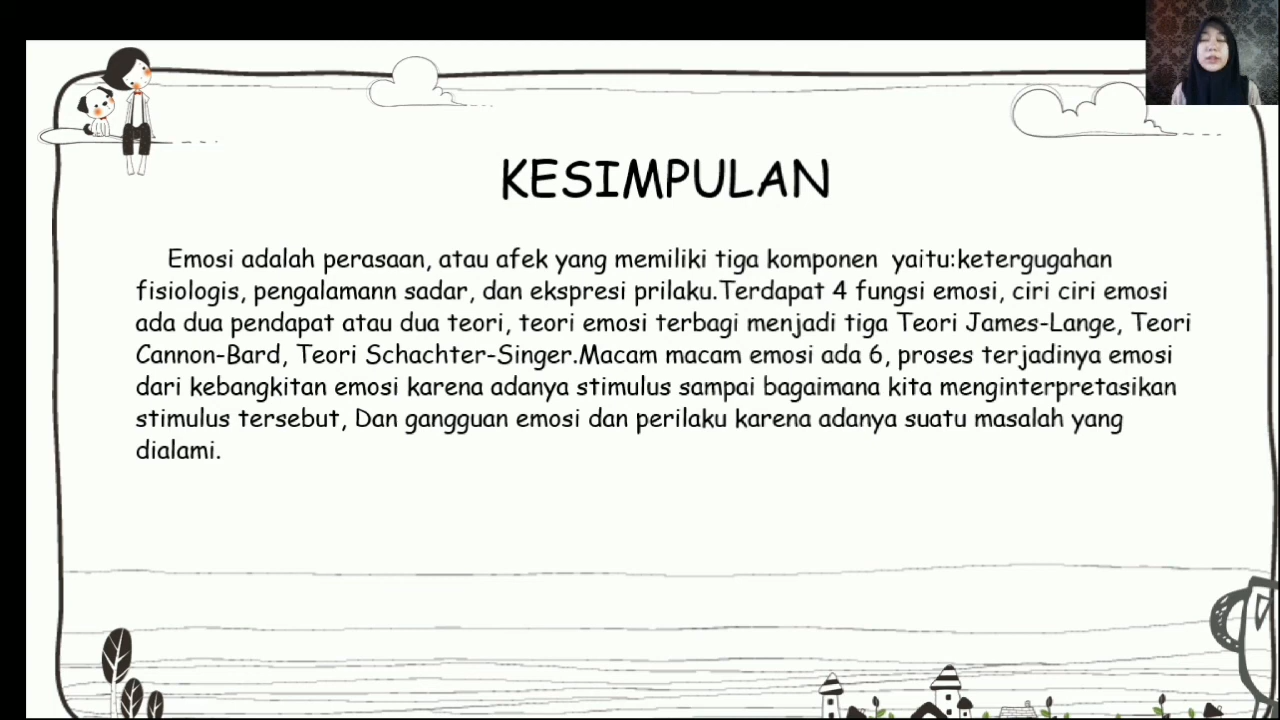 KESIMPULAN
Emosi adalah perasaan, atau afek yang memiliki tiga komponen  yaitu:ketergugahan
fisiologis, pengalamann sadar, dan ekspresi prilaku.Terdapat 4 fungsi emosi, ciri ciri emosi
ada dua pendapat atau dua teori, teori emosi terbagi menjadi tiga Teori James-Lange, Teori
Cannon-Bard, Teori Schachter-Singer.Macam macam emosi ada 6, proses terjadinya emosi
dari kebangkitan emosi karena adanya stimulus sampai bagaimana kita menginterpretasikan
stimulus tersebut, Dan gangguan emosi dan perilaku karena adanya suatu masalah yang
dialami.